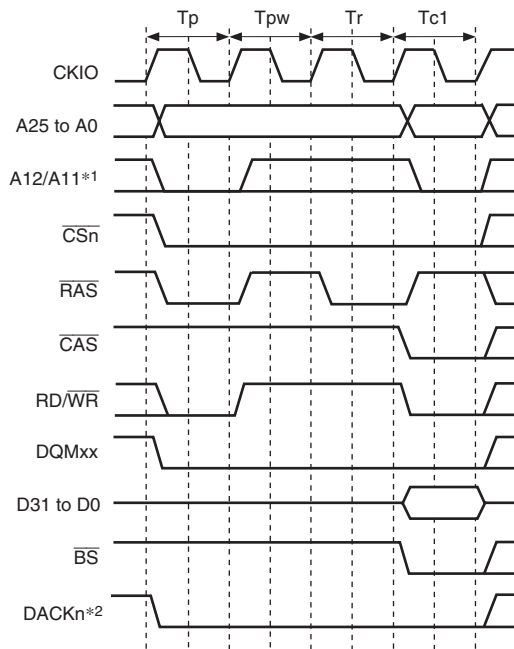 Tp Tpw Tr Tc1
CKIO
A25 to A0
A12/A11*1
CSn
RAS
CAS
RD/WR
DQMxx
D31 to D0
BS
DACKn*2